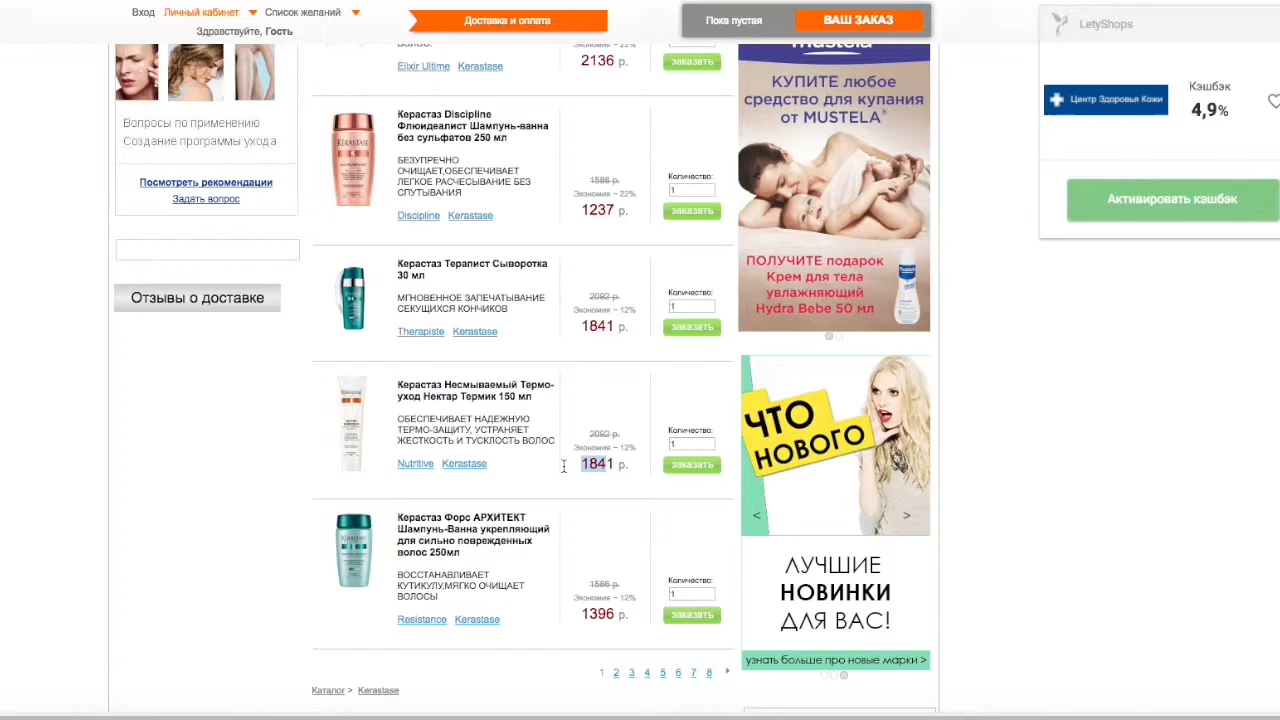 Вход Личный кабинет Список желаний
Здравствуйте, Гость
Доставка и оплата
Пока пустая ВАШ ЗАКАЗ
Вопросы по применению
Создание программы ухода
Посмотреть рекомендации
Задать вопрос
Отзывы о доставке
Elixir Ultime Kerastase
2136 р.
заказать
Керастаз Discipline
Флюидеалист Шампунь-ванна
без сульфатов 250 мл
БЕЗУПРЕЧНО
ОЧИЩАЕТ,ОБЕСПЕЧИВАЕТ
ЛЕГКОЕ РАСЧЕСЫВАНИЕ БЕЗ
СПУТЫВАНИЯ
Discipline Kerastase
1586 р.
Экономия ~ 22%
1237 р.
Количество:
1
заказать
Керастаз Терапист Сыворотка
30 мл
МГНОВЕННОЕ ЗАПЕЧАТЫВАНИЕ
СЕКУЩИХСЯ КОНЧИКОВ
Therapiste Kerastase
2092 р.
Экономия ~ 12%
1841 р.
Количество:
1
заказать
Керастаз Несмываемый Термо-
уход Нектар Термик 150 мл
ОБЕСПЕЧИВАЕТ НАДЕЖНУЮ
ТЕРМО-ЗАЩИТУ, УСТРАНЯЕТ
ЖЕСТКОСТЬ И ТУСКЛОСТЬ ВОЛОС
Nutritive Kerastase
2092 р.
Экономия ~ 12%
1841 р.
Количество:
1
заказать
Керастаз Форс АРХИТЕКТ
Шампунь-Ванна укрепляющий
для сильно поврежденных
волос 250мл
ВОССТАНАВЛИВАЕТ
КУТИКУЛУ,МЯГКО ОЧИЩАЕТ
ВОЛОСЫ
Resistance Kerastase
1586 р.
Экономия ~ 12%
1396 р.
Количество:
1
заказать
1 2 3 4 5 6 7 8
Каталог > Kerastase
mustela
КУПИТЕ любое
средство для купания
от MUSTELA®
ПОЛУЧИТЕ подарок
Крем для тела
увлажняющий
Hydra Bebe 50 мл
ЧТО
НОВОГО
< >
ЛУЧШИЕ
НОВИНКИ
ДЛЯ ВАС!
узнать больше про новые марки >
LetyShops
Центр Здоровья Кожи
Кэшбэк
4,9%
Активировать кэшбэк